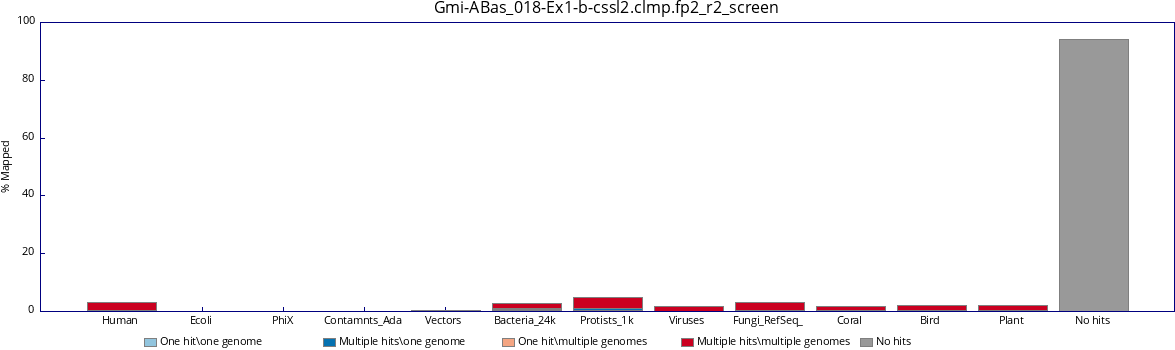 Gmi-ABas_018-Ex1-b-cssl2.clmp.fp2_r2_screen
100
80
60
40
20
0
% Mapped
Human Ecoli PhiX Contamnts_Ada Vectors Bacteria_24k Protists_1k Viruses Fungi_RefSeq_ Coral Bird Plant No hits
One hit\one genome Multiple hits\one genome One hit\multiple genomes Multiple hits\multiple genomes No hits